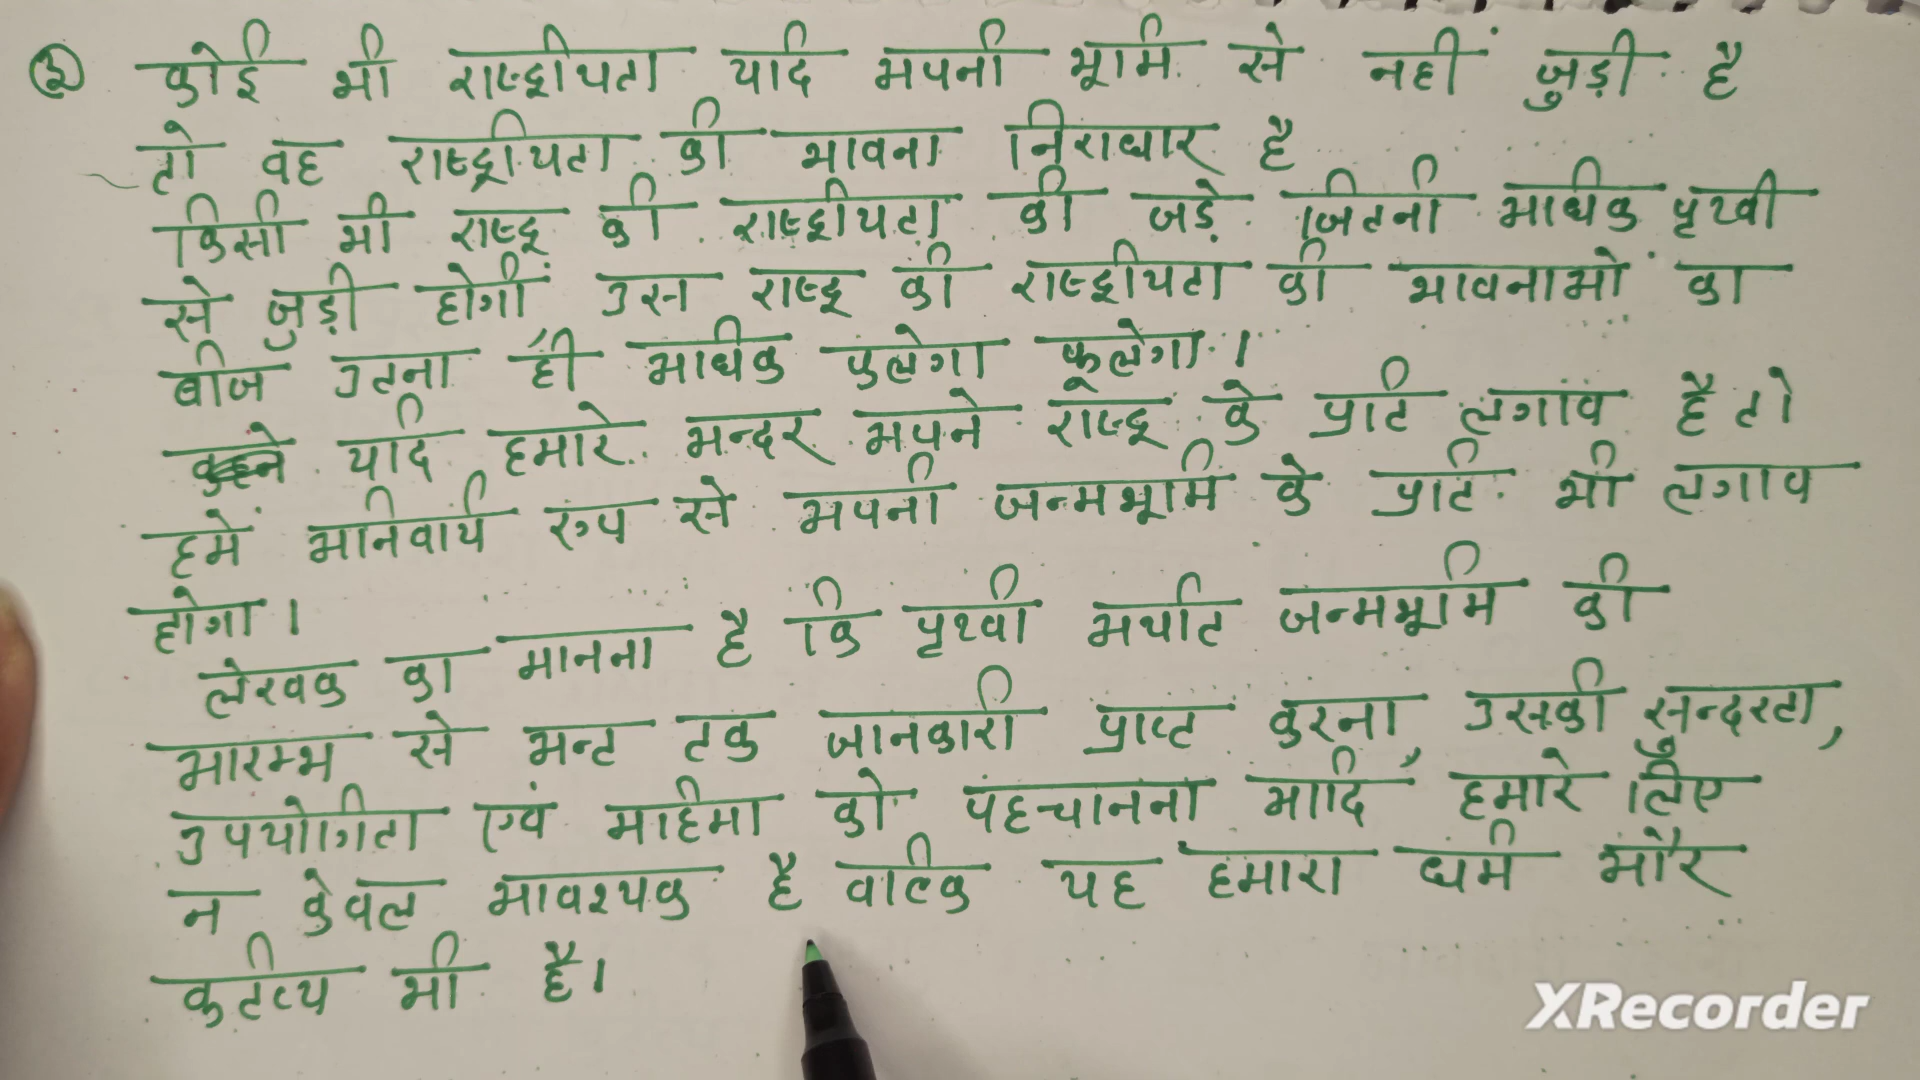 ② कोई भी राष्ट्रीयता यदि अपनी भूमि से नहीं जुड़ी है
तो वह राष्ट्रीयता की भावना निराधार है
किसी भी राष्ट्र की राष्ट्रीयता की जड़े जितनी अधिक पृथ्वी
से जुड़ी होगीं उस राष्ट्र की राष्ट्रीयता की भावनाओं का
बीज उतना ही अधिक फलेगा फूलेगा।
यदि हमारे अन्दर अपने राष्ट्र के प्रति लगाव है तो
हमें अनिवार्य रूप से अपनी जन्मभूमि के प्रति भी लगाव
होगा।
लेखक का मानना है कि पृथ्वी अर्थात जन्मभूमि की
आरम्भ से अन्त तक जानकारी प्राप्त करना उसकी सुन्दरता,
उपयोगिता एवं महिमा को पहचानना आदि हमारे लिए
न केवल आवश्यक है बल्कि यह हमारा धर्म और
कर्तव्य भी है।
XRecorder